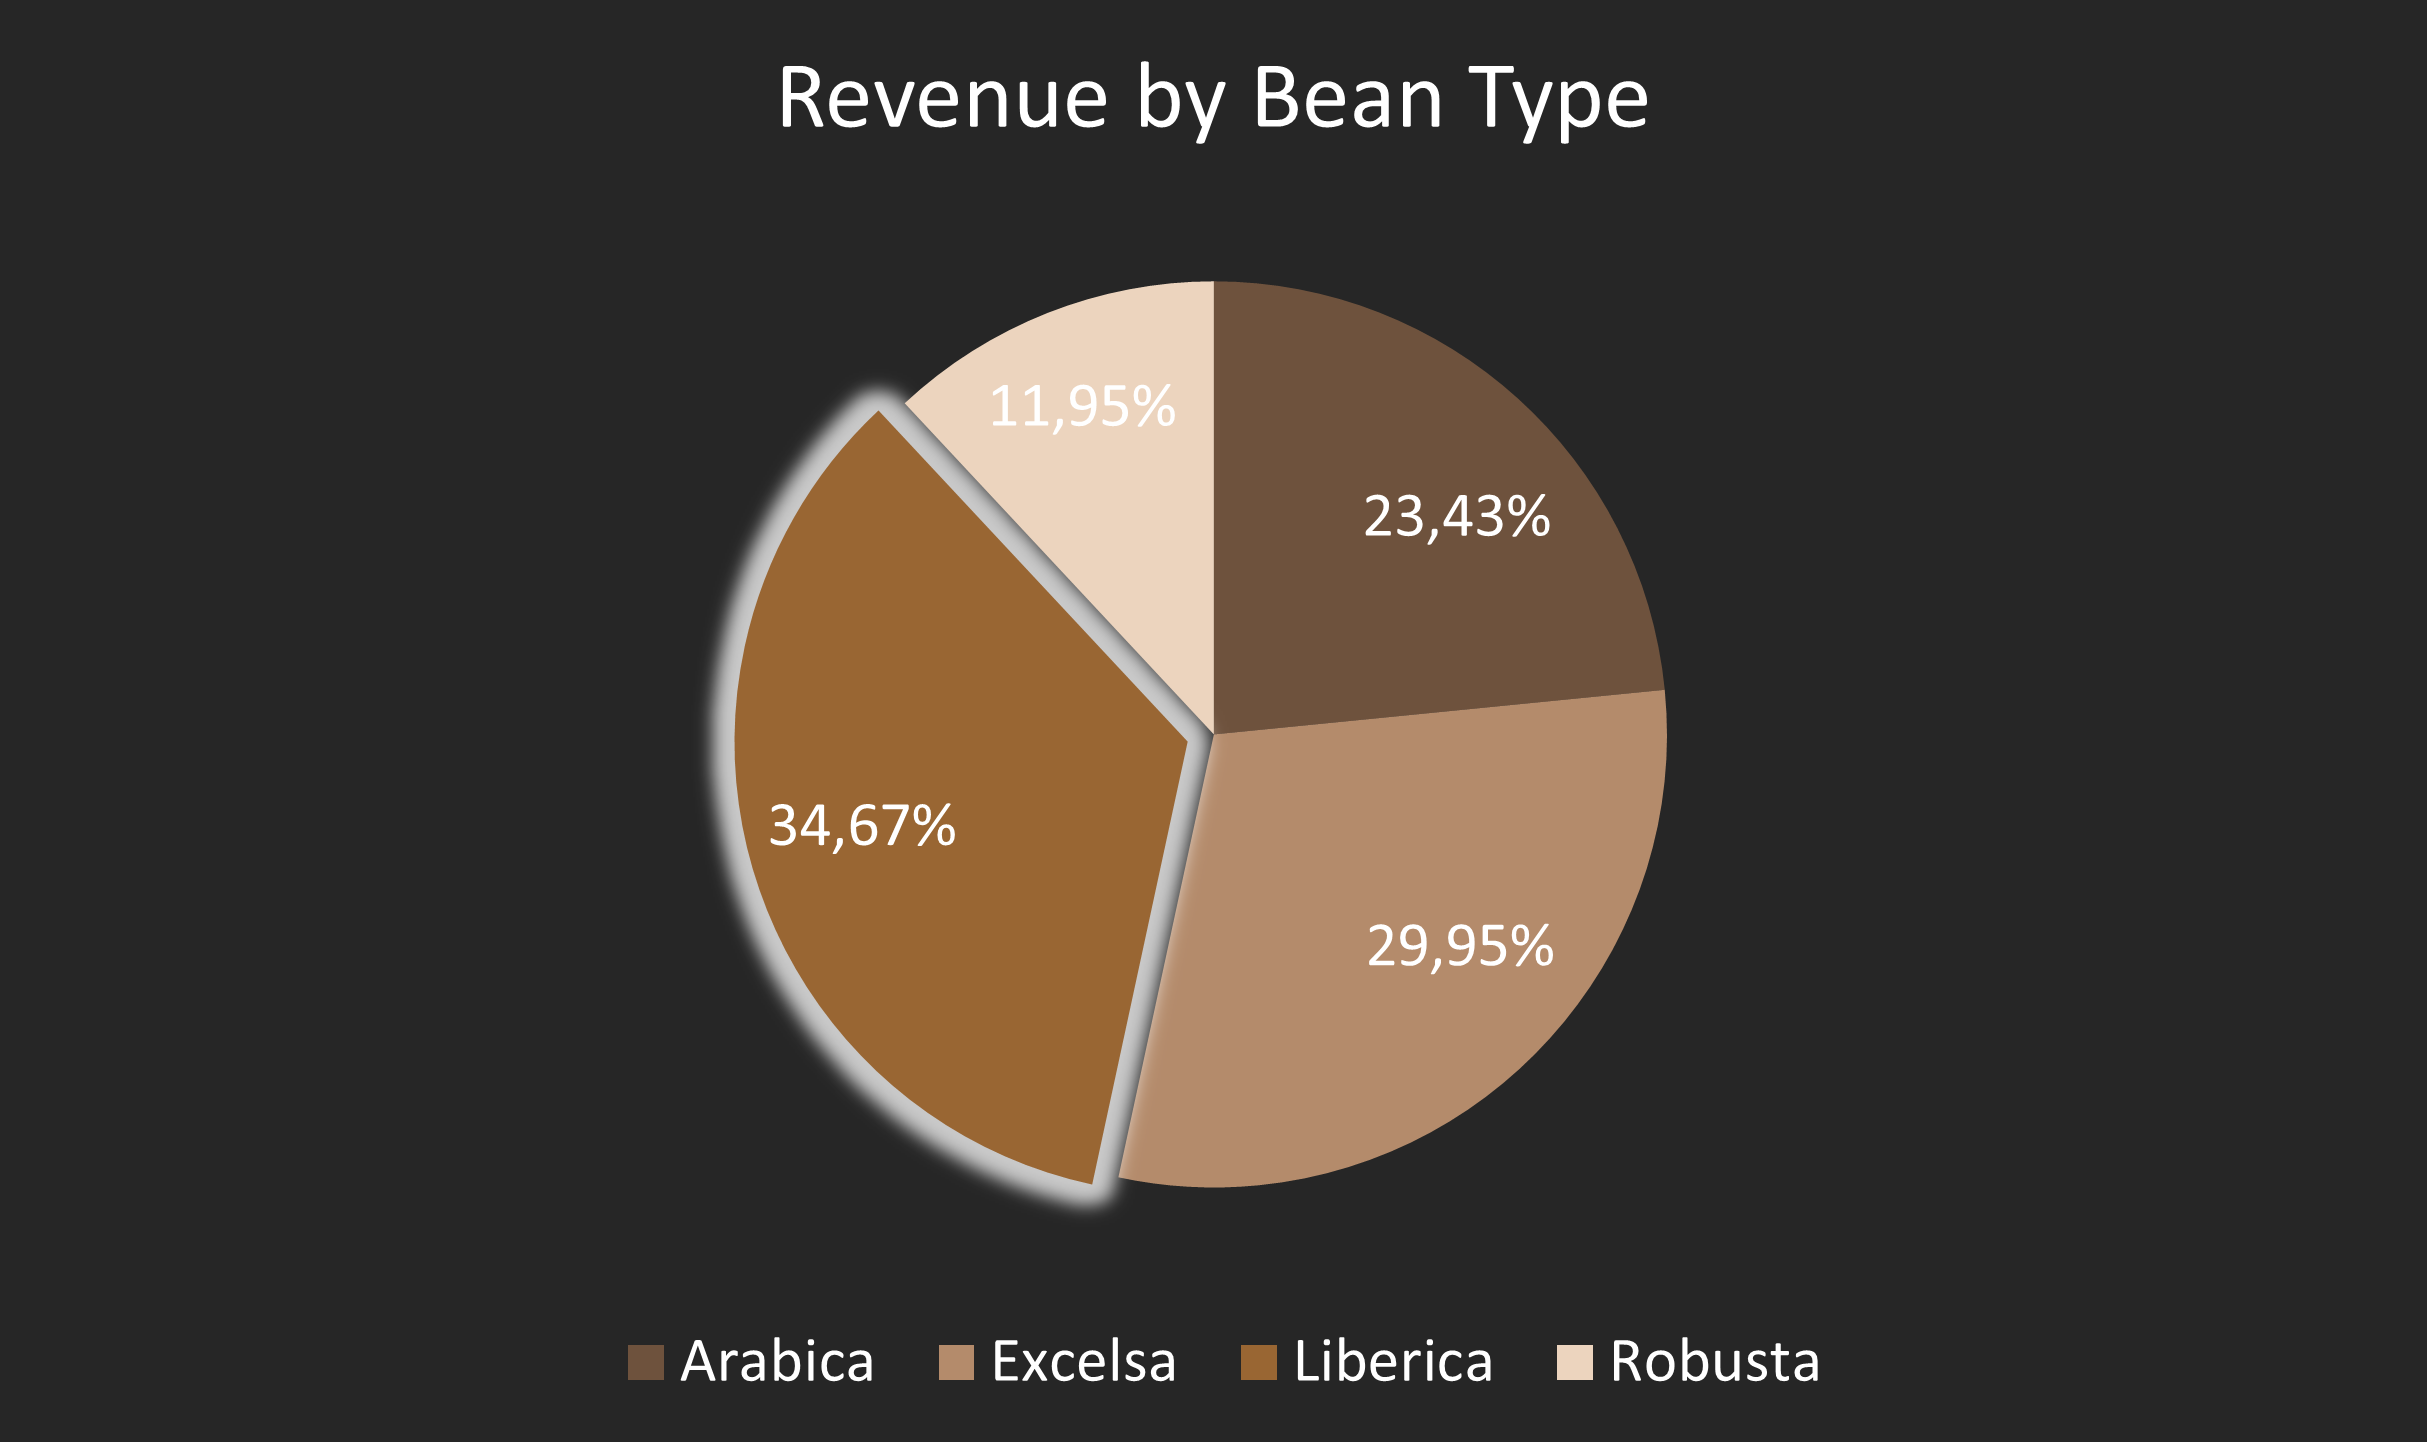 Revenue by Bean Type
11,95%
23,43%
34,67%
29,95%
Arabica Excelsa Liberica Robusta